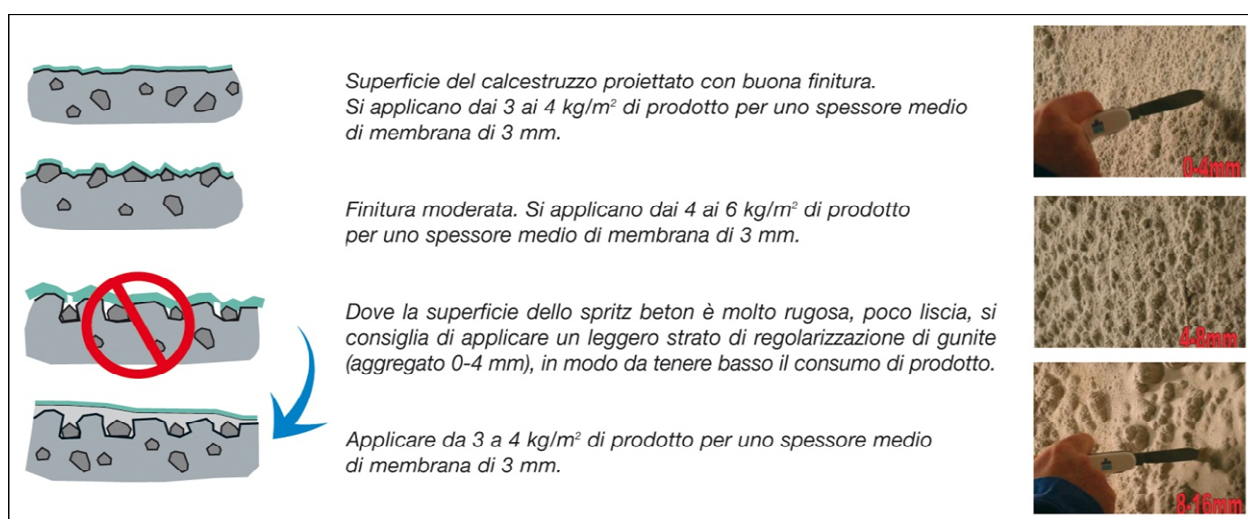 Superficie del calcestruzzo proiettato con buona finitura.
Si applicano dai 3 ai 4 kg/m² di prodotto per uno spessore medio
di membrana di 3 mm.
0-4mm
Finitura moderata. Si applicano dai 4 ai 6 kg/m² di prodotto
per uno spessore medio di membrana di 3 mm.
4-8mm
Dove la superficie dello spritz beton è molto rugosa, poco liscia, si
consiglia di applicare un leggero strato di regolarizzazione di gunite
(aggregato 0-4 mm), in modo da tenere basso il consumo di prodotto.
Applicare da 3 a 4 kg/m² di prodotto per uno spessore medio
di membrana di 3 mm.
8-16mm